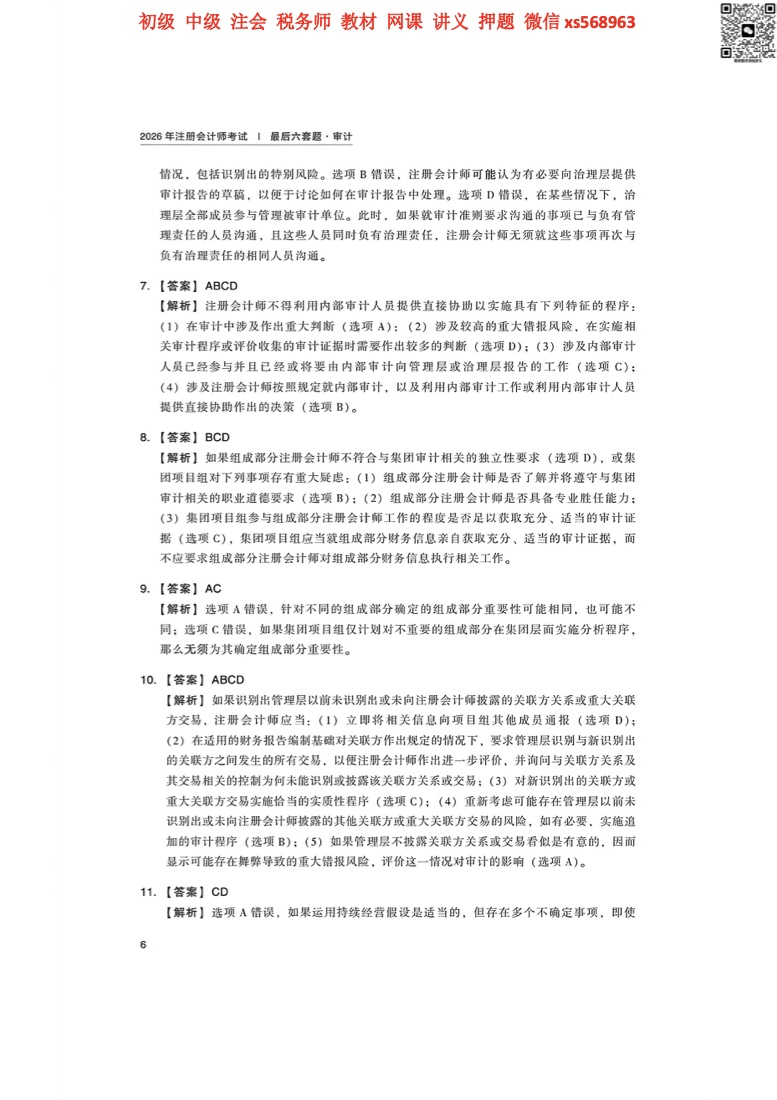 初级 中级 注会 税务师 教材 网课 讲义 押题 微信 xs568963
2026 年注册会计师考试 | 最后六套题·审计
情况，包括识别出的特别风险。选项 B 错误，注册会计师可能认为有必要向治理层提供
审计报告的草稿，以便于讨论如何在审计报告中处理。选项 D 错误，在某些情况下，治
理层全部成员参与管理被审计单位。此时，如果就审计准则要求沟通的事项已与负有管
理责任的人员沟通，且这些人员同时负有治理责任，注册会计师无须就这些事项再次与
负有治理责任的相同人员沟通。
7. 【答案】ABCD
【解析】注册会计师不得利用内部审计人员提供直接协助以实施具有下列特征的程序：
（1）在审计中涉及作出重大判断（选项 A）；（2）涉及较高的重大错报风险，在实施相
关审计程序或评价收集的审计证据时需要作出较多的判断（选项 D）；（3）涉及内部审计
人员已经参与并且已经或将要由内部审计向管理层或治理层报告的工作（选项 C）；
（4）涉及注册会计师按照规定就内部审计，以及利用内部审计工作或利用内部审计人员
提供直接协助作出的决策（选项 B）。
8. 【答案】BCD
【解析】如果组成部分注册会计师不符合与集团审计相关的独立性要求（选项 D），或集
团项目组对下列事项存有重大疑虑：（1）组成部分注册会计师是否了解并将遵守与集团
审计相关的职业道德要求（选项 B）；（2）组成部分注册会计师是否具备专业胜任能力；
（3）集团项目组参与组成部分注册会计师工作的程度是否足以获取充分、适当的审计证
据（选项 C），集团项目组应当就组成部分财务信息亲自获取充分、适当的审计证据，而
不应要求组成部分注册会计师对组成部分财务信息执行相关工作。
9. 【答案】AC
【解析】选项 A 错误，针对不同的组成部分确定的组成部分重要性可能相同，也可能不
同；选项 C 错误，如果集团项目组仅计划对不重要的组成部分在集团层面实施分析程序，
那么无须为其确定组成部分重要性。
10. 【答案】ABCD
【解析】如果识别出管理层以前未识别出或未向注册会计师披露的关联方关系或重大关联
方交易，注册会计师应当：（1）立即将相关信息向项目组其他成员通报（选项 D）；
（2）在适用的财务报告编制基础对关联方作出规定的情况下，要求管理层识别与新识别出
的关联方之间发生的所有交易，以便注册会计师作出进一步评价，并询问与关联方关系及
其交易相关的控制为何未能识别或披露该关联方关系或交易；（3）对新识别出的关联方或
重大关联方交易实施恰当的实质性程序（选项 C）；（4）重新考虑可能存在管理层以前未
识别出或未向注册会计师披露的其他关联方或重大关联方交易的风险，如有必要，实施追
加的审计程序（选项 B）；（5）如果管理层不披露关联方关系或交易看似是有意的，因而
显示可能存在舞弊导致的重大错报风险，评价这一情况对审计的影响（选项 A）。
11. 【答案】CD
【解析】选项 A 错误，如果运用持续经营假设是适当的，但存在多个不确定事项，即使
6